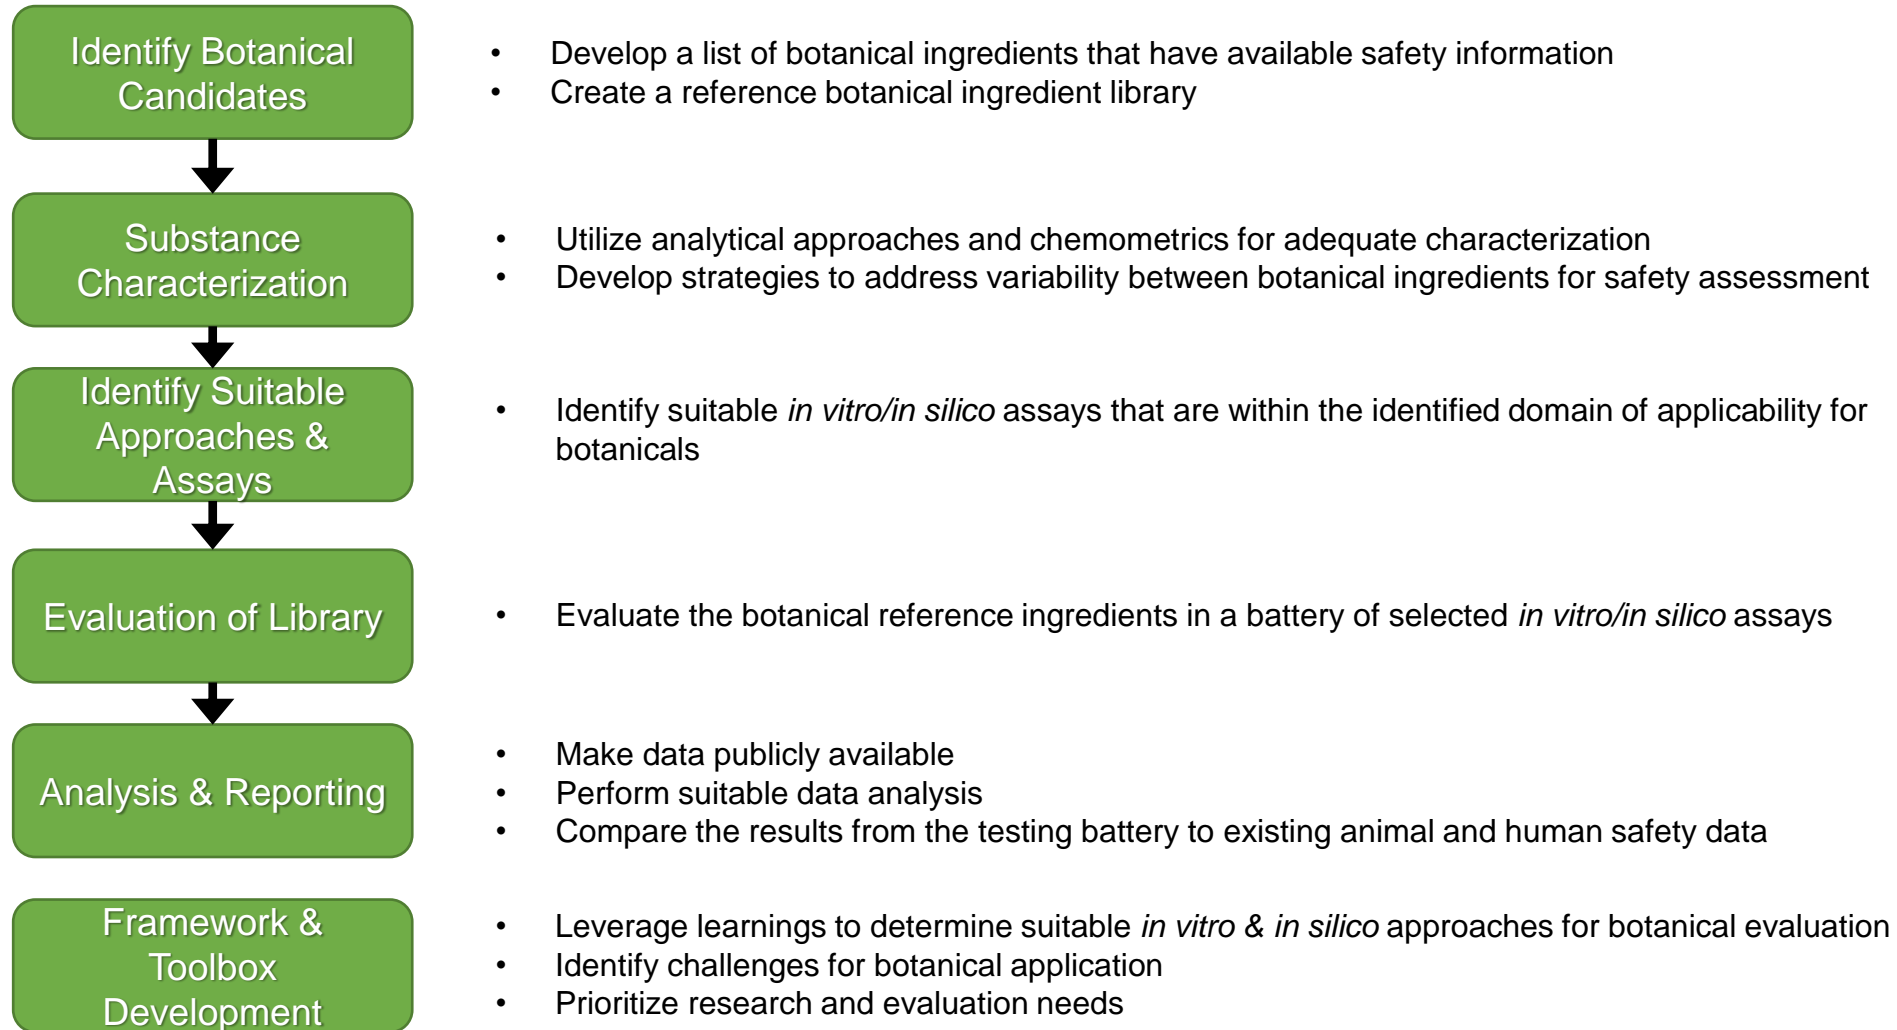 Identify Botanical
Candidates
• Develop a list of botanical ingredients that have available safety information
• Create a reference botanical ingredient library
Substance
Characterization
• Utilize analytical approaches and chemometrics for adequate characterization
• Develop strategies to address variability between botanical ingredients for safety assessment
Identify Suitable
Approaches &
Assays
• Identify suitable in vitro/in silico assays that are within the identified domain of applicability for
botanicals
Evaluation of Library
• Evaluate the botanical reference ingredients in a battery of selected in vitro/in silico assays
Analysis & Reporting
• Make data publicly available
• Perform suitable data analysis
• Compare the results from the testing battery to existing animal and human safety data
Framework &
Toolbox
Development
• Leverage learnings to determine suitable in vitro & in silico approaches for botanical evaluation
• Identify challenges for botanical application
• Prioritize research and evaluation needs